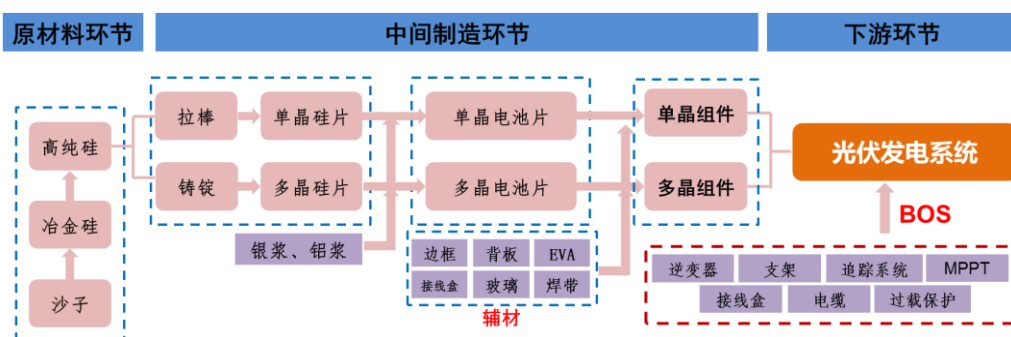 原材料环节
中间制造环节
下游环节
拉棒
单晶硅片
单晶电池片
单晶组件
高纯硅
光伏发电系统
铸锭
多晶硅片
多晶电池片
多晶组件
冶金硅
BOS
银浆、铝浆
边框
背板
EVA
逆变器
支架
追踪系统
MPPT
接线盒
玻璃
焊带
接线盒
电缆
过载保护
沙子
辅材